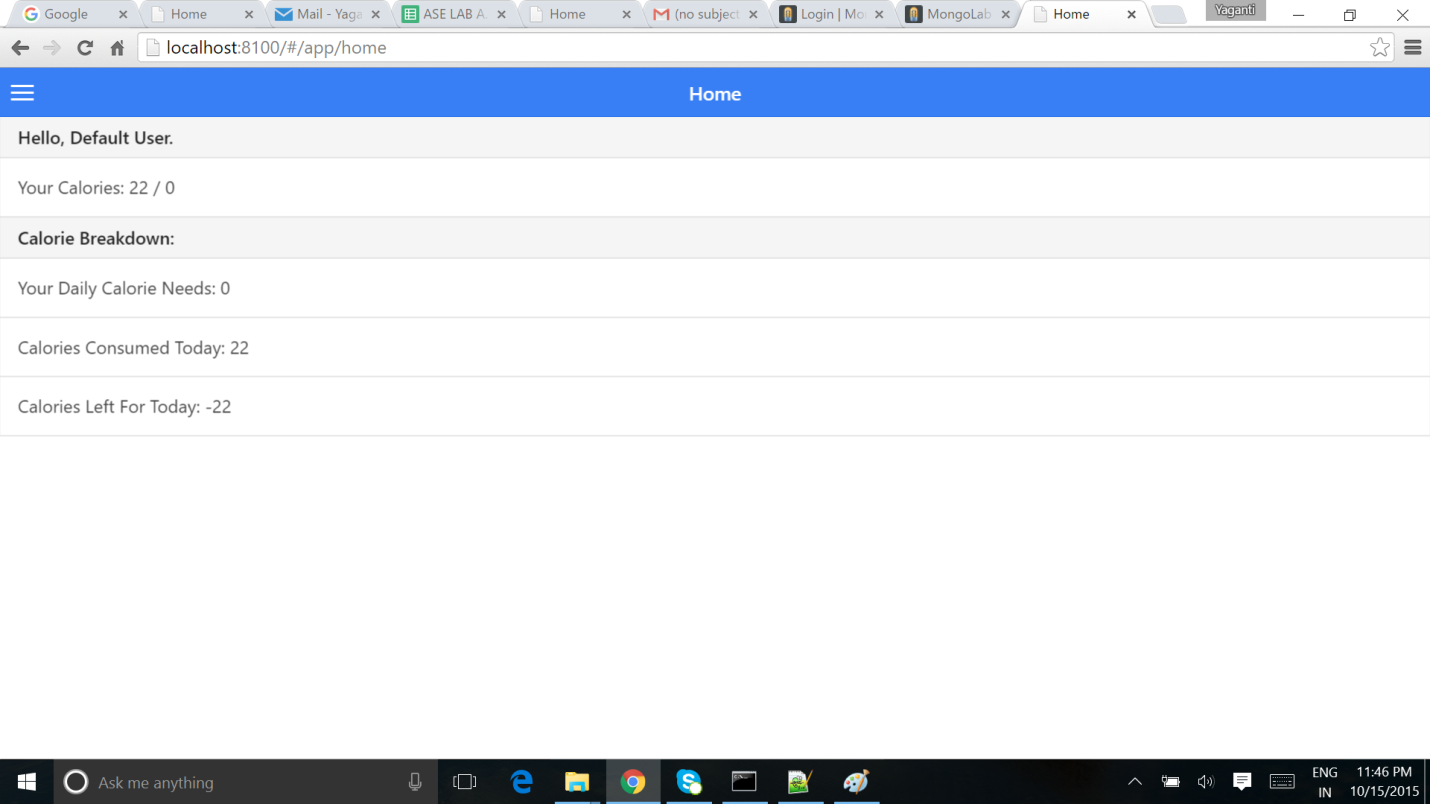 Google
Home
Mail - Yaga
ASE LAB A
Home
(no subject
Login | Mo
MongoLab
Home
Yaganti
localhost:8100/#/app/home
Home
Hello, Default User.
Your Calories: 22 / 0
Calorie Breakdown:
Your Daily Calorie Needs: 0
Calories Consumed Today: 22
Calories Left For Today: -22
Ask me anything
ENG
IN
11:46 PM
10/15/2015